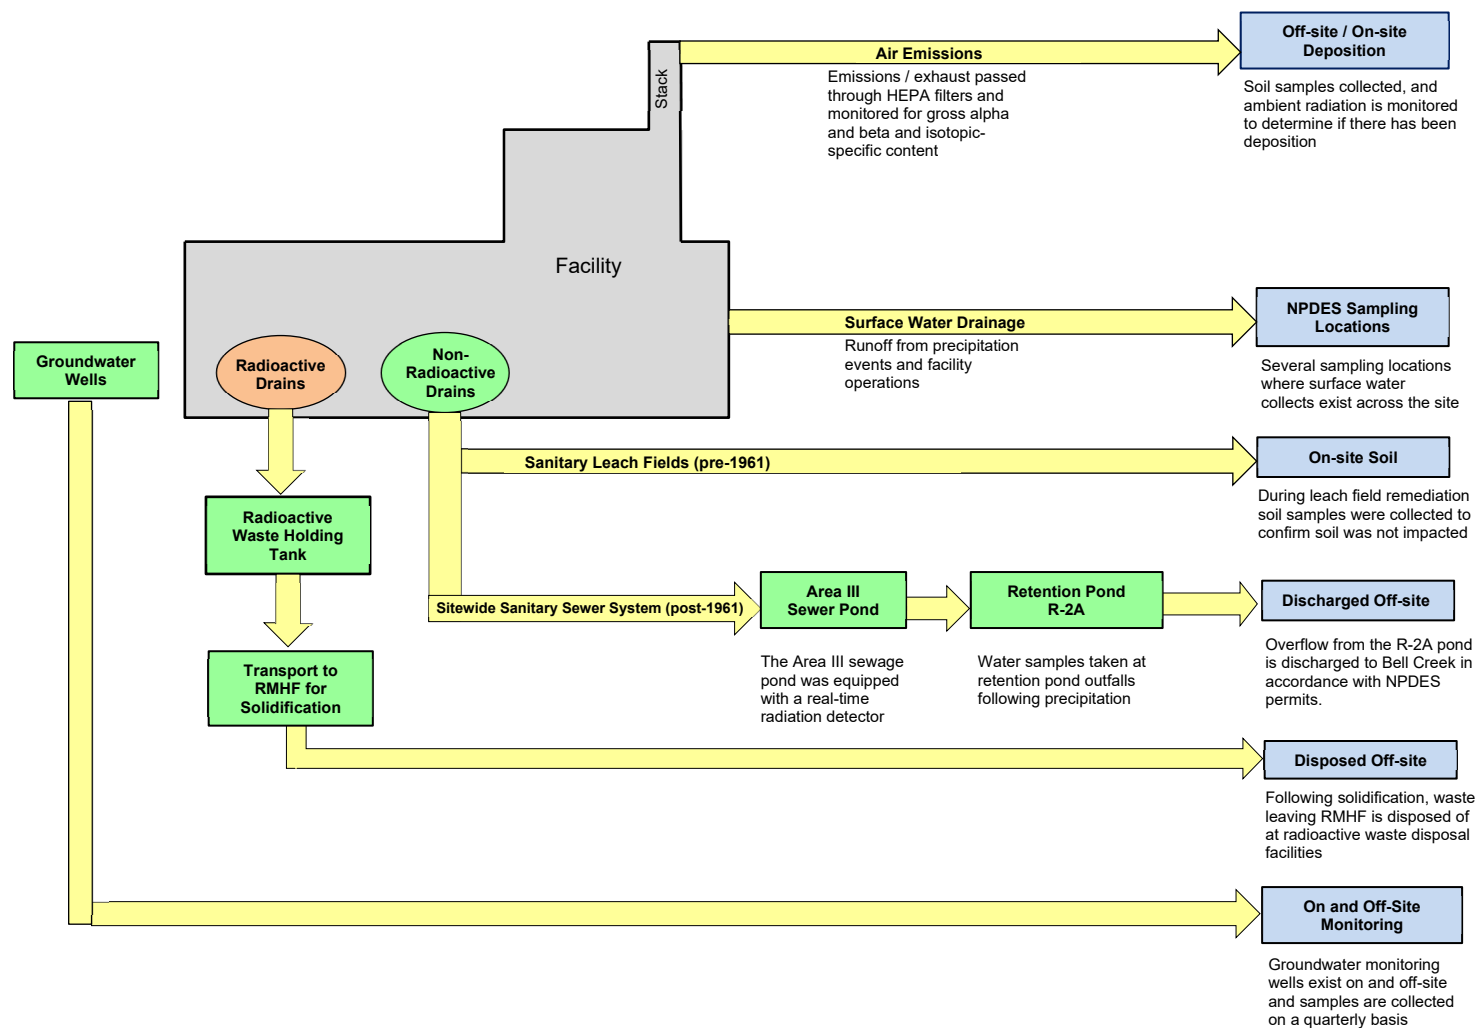 Off-site / On-site
Deposition
Air Emissions
Stack
Emissions / exhaust passed
through HEPA filters and
monitored for gross alpha
and beta and isotopic-
specific content
Soil samples collected, and
ambient radiation is monitored
to determine if there has been
deposition
Facility
NPDES Sampling
Locations
Surface Water Drainage
Runoff from precipitation
events and facility
operations
Several sampling locations
where surface water
collects exist across the site
Groundwater
Wells
Radioactive
Drains
Non-
Radioactive
Drains
Sanitary Leach Fields (pre-1961)
On-site Soil
During leach field remediation
soil samples were collected to
confirm soil was not impacted
Radioactive
Waste Holding
Tank
Sitewide Sanitary Sewer System (post-1961)
Area III
Sewer Pond
Retention Pond
R-2A
Discharged Off-site
The Area III sewage
pond was equipped
with a real-time
radiation detector
Water samples taken at
retention pond outfalls
following precipitation
Overflow from the R-2A pond
is discharged to Bell Creek in
accordance with NPDES
permits.
Transport to
RMHF for
Solidification
Disposed Off-site
Following solidification, waste
leaving RMHF is disposed of
at radioactive waste disposal
facilities
On and Off-Site
Monitoring
Groundwater monitoring
wells exist on and off-site
and samples are collected
on a quarterly basis